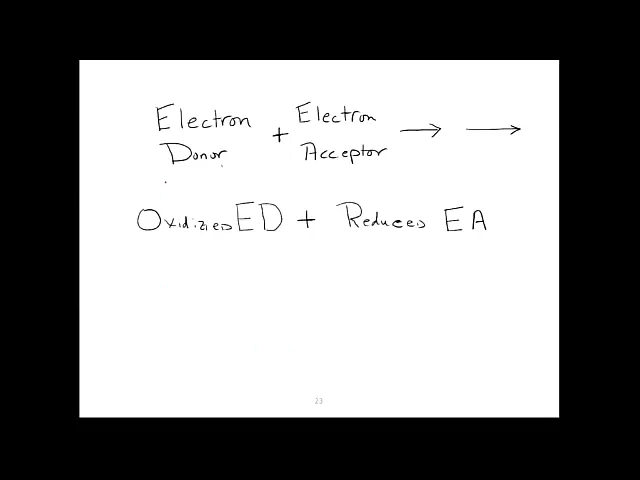 Electron Donor + Electron Acceptor → →
Oxidized ED + Reduced EA
23